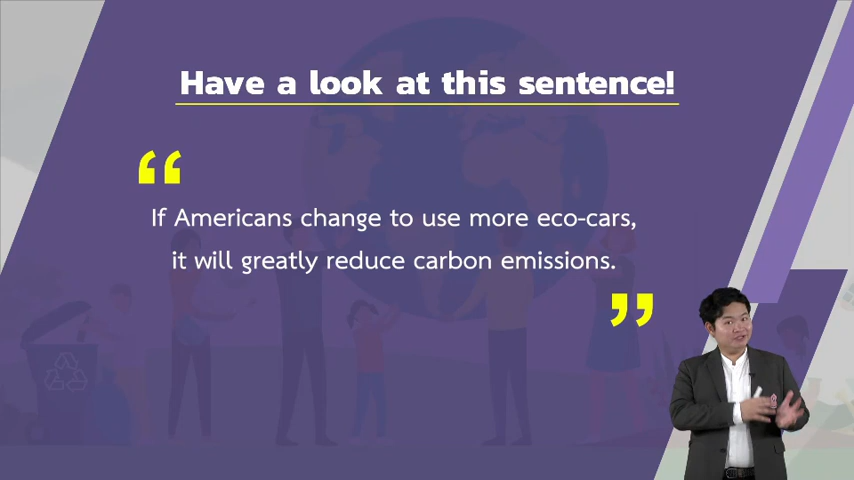 Have a look at this sentence!
“
If Americans change to use more eco-cars,
it will greatly reduce carbon emissions.
”